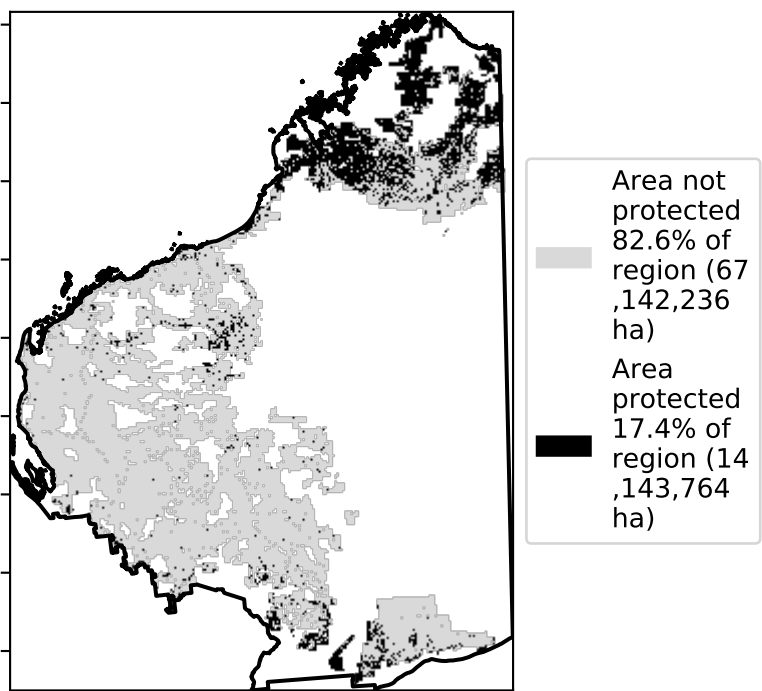 Area not
protected
82.6% of
region (67
,142,236
ha)
Area
protected
17.4% of
region (14
,143,764
ha)